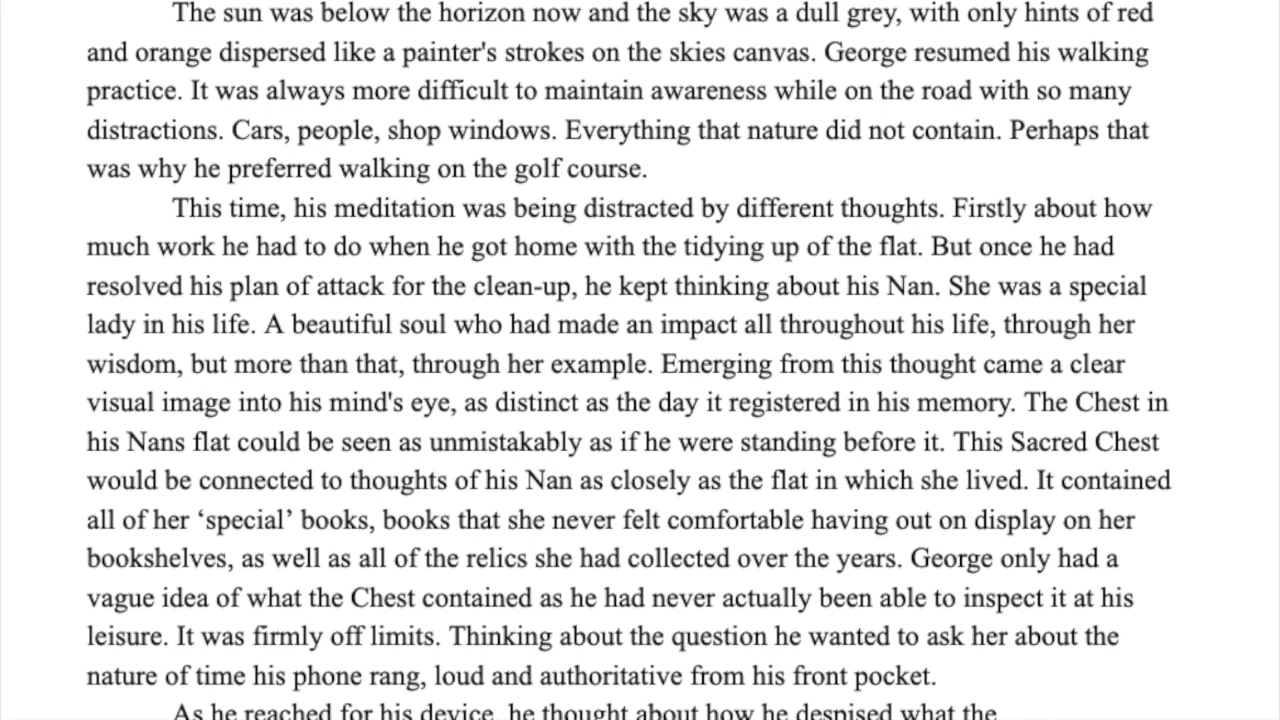 The sun was below the horizon now and the sky was a dull grey, with only hints of red
and orange dispersed like a painter's strokes on the skies canvas. George resumed his walking
practice. It was always more difficult to maintain awareness while on the road with so many
distractions. Cars, people, shop windows. Everything that nature did not contain. Perhaps that
was why he preferred walking on the golf course.
This time, his meditation was being distracted by different thoughts. Firstly about how
much work he had to do when he got home with the tidying up of the flat. But once he had
resolved his plan of attack for the clean-up, he kept thinking about his Nan. She was a special
lady in his life. A beautiful soul who had made an impact all throughout his life, through her
wisdom, but more than that, through her example. Emerging from this thought came a clear
visual image into his mind's eye, as distinct as the day it registered in his memory. The Chest in
his Nans flat could be seen as unmistakably as if he were standing before it. This Sacred Chest
would be connected to thoughts of his Nan as closely as the flat in which she lived. It contained
all of her ‘special’ books, books that she never felt comfortable having out on display on her
bookshelves, as well as all of the relics she had collected over the years. George only had a
vague idea of what the Chest contained as he had never actually been able to inspect it at his
leisure. It was firmly off limits. Thinking about the question he wanted to ask her about the
nature of time his phone rang, loud and authoritative from his front pocket.
As he reached for his device, he thought about how he despised what the